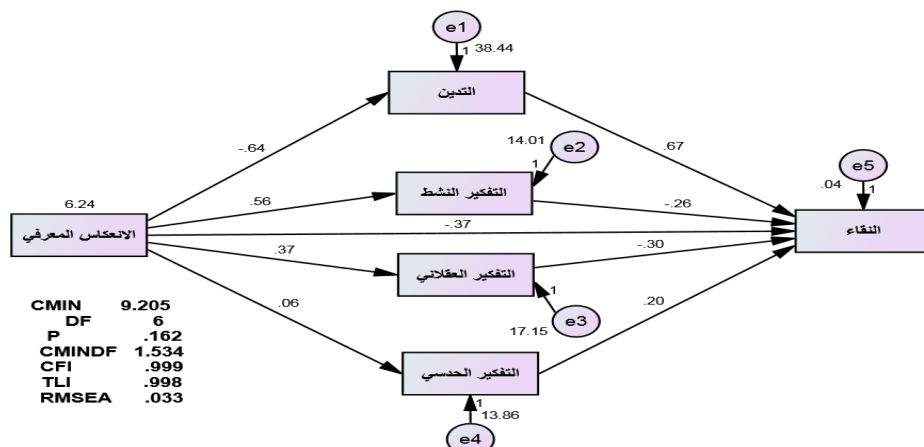 e1
1 38.44
التدين
-.64
.67
14.01
e2
1
e5
.04
1
.56
التفكير النشط
-.26
6.24
الانعكاس المعرفي
-.37
النقاء
.37
التفكير العقلاني
-.30
.06
1
.20
17.15
e3
CMIN 9.205
DF 6
P .162
CMINDF 1.534
CFI .999
TLI .998
RMSEA .033
التفكير الحدسي
1
13.86
e4